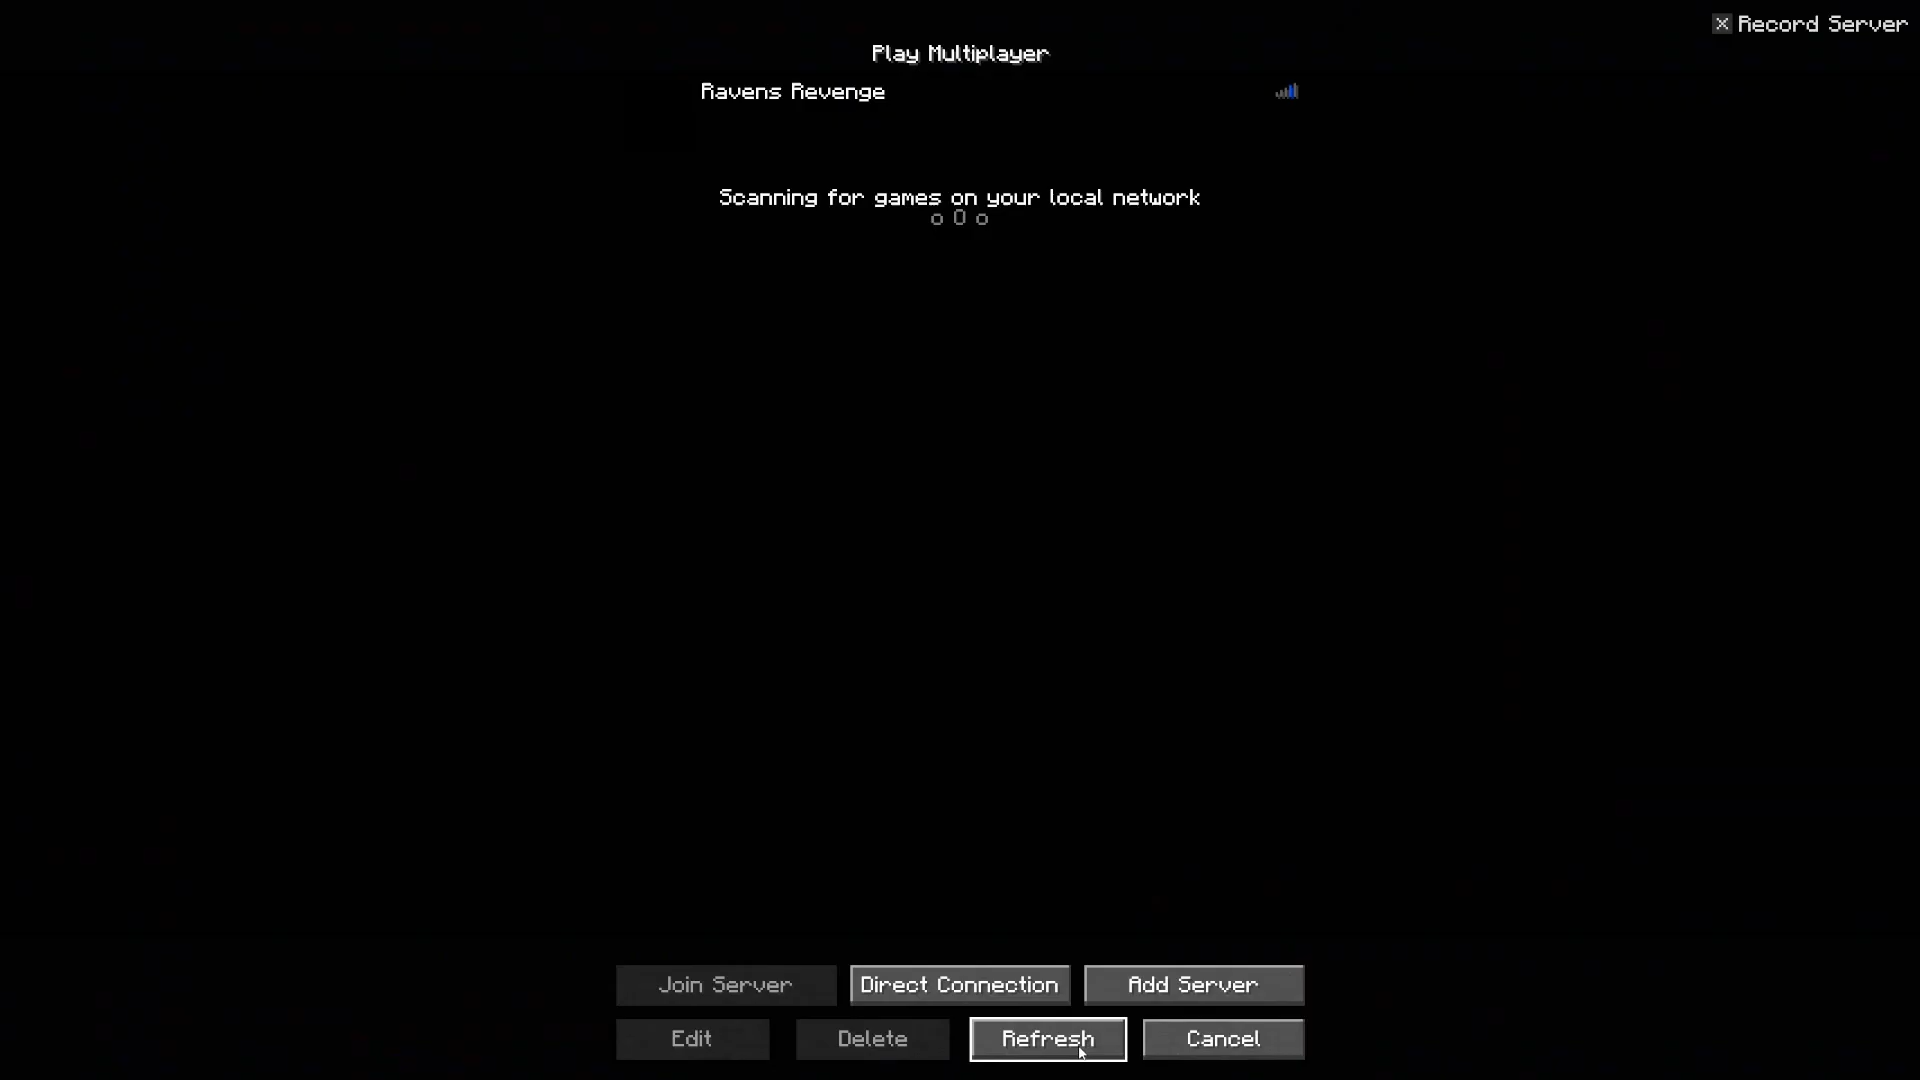 Record Server
Play Multiplayer
Ravens Revenge
Scanning for games on your local network
o O o
Join Server
Direct Connection
Add Server
Edit
Delete
Refresh
Cancel